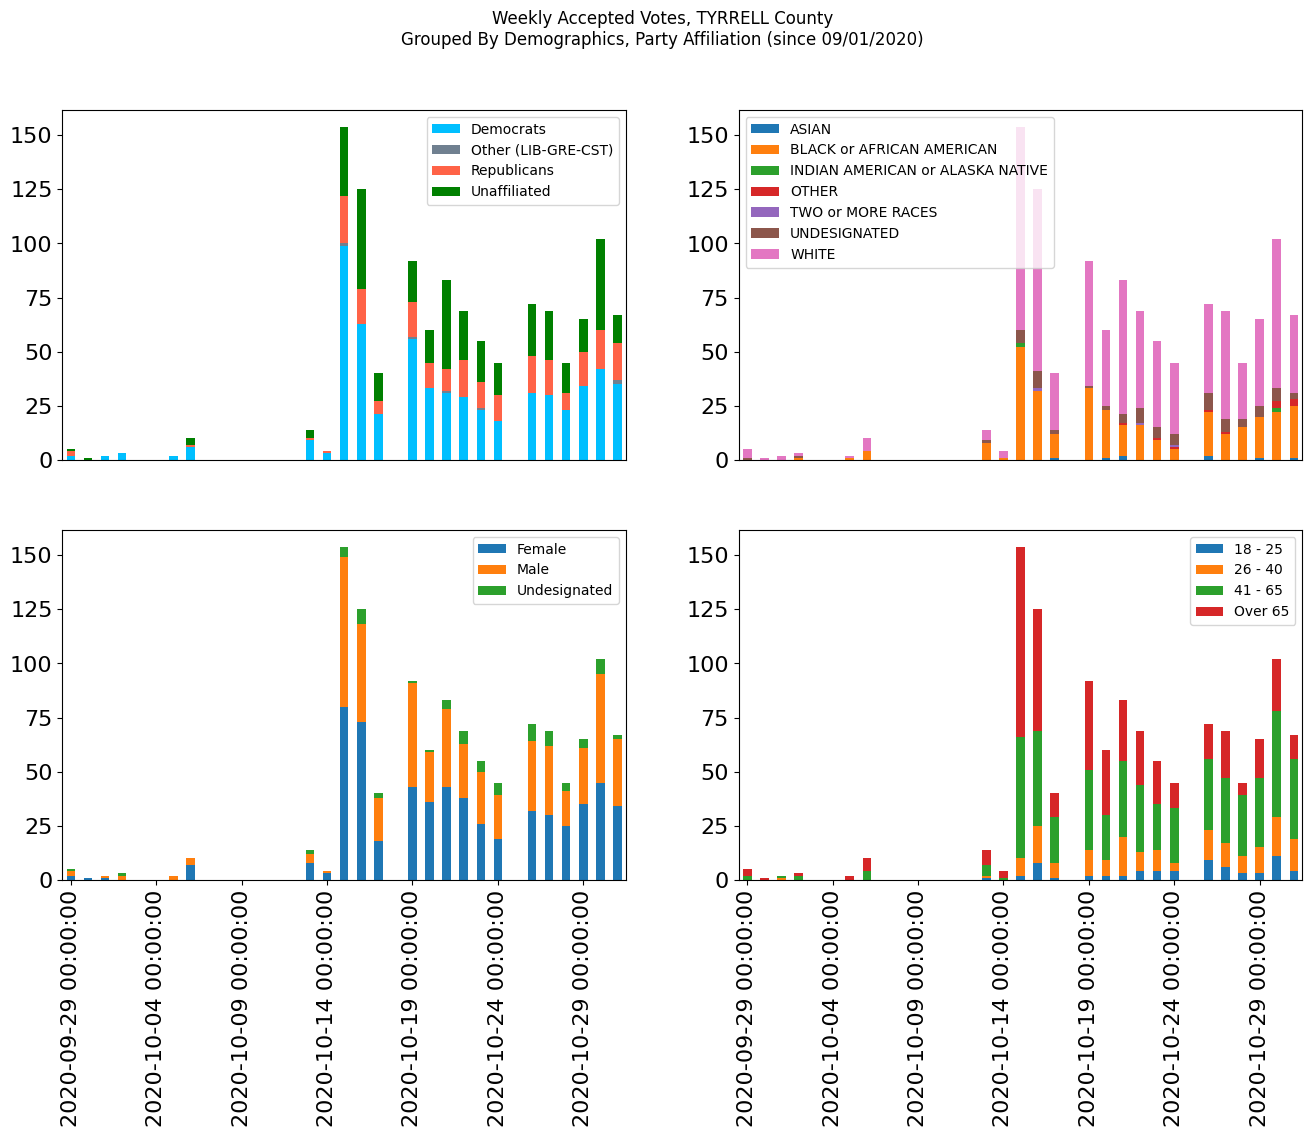 Weekly Accepted Votes, TYRRELL County
Grouped By Demographics, Party Affiliation (since 09/01/2020)
150
125
100
75
50
25
0
Democrats
Other (LIB-GRE-CST)
Republicans
Unaffiliated
150
125
100
75
50
25
0
ASIAN
BLACK or AFRICAN AMERICAN
INDIAN AMERICAN or ALASKA NATIVE
OTHER
TWO or MORE RACES
UNDESIGNATED
WHITE
150
125
100
75
50
25
0
Female
Male
Undesignated
2020-09-29 00:00:00
2020-10-04 00:00:00
2020-10-09 00:00:00
2020-10-14 00:00:00
2020-10-19 00:00:00
2020-10-24 00:00:00
2020-10-29 00:00:00
150
125
100
75
50
25
0
18 - 25
26 - 40
41 - 65
Over 65
2020-09-29 00:00:00
2020-10-04 00:00:00
2020-10-09 00:00:00
2020-10-14 00:00:00
2020-10-19 00:00:00
2020-10-24 00:00:00
2020-10-29 00:00:00